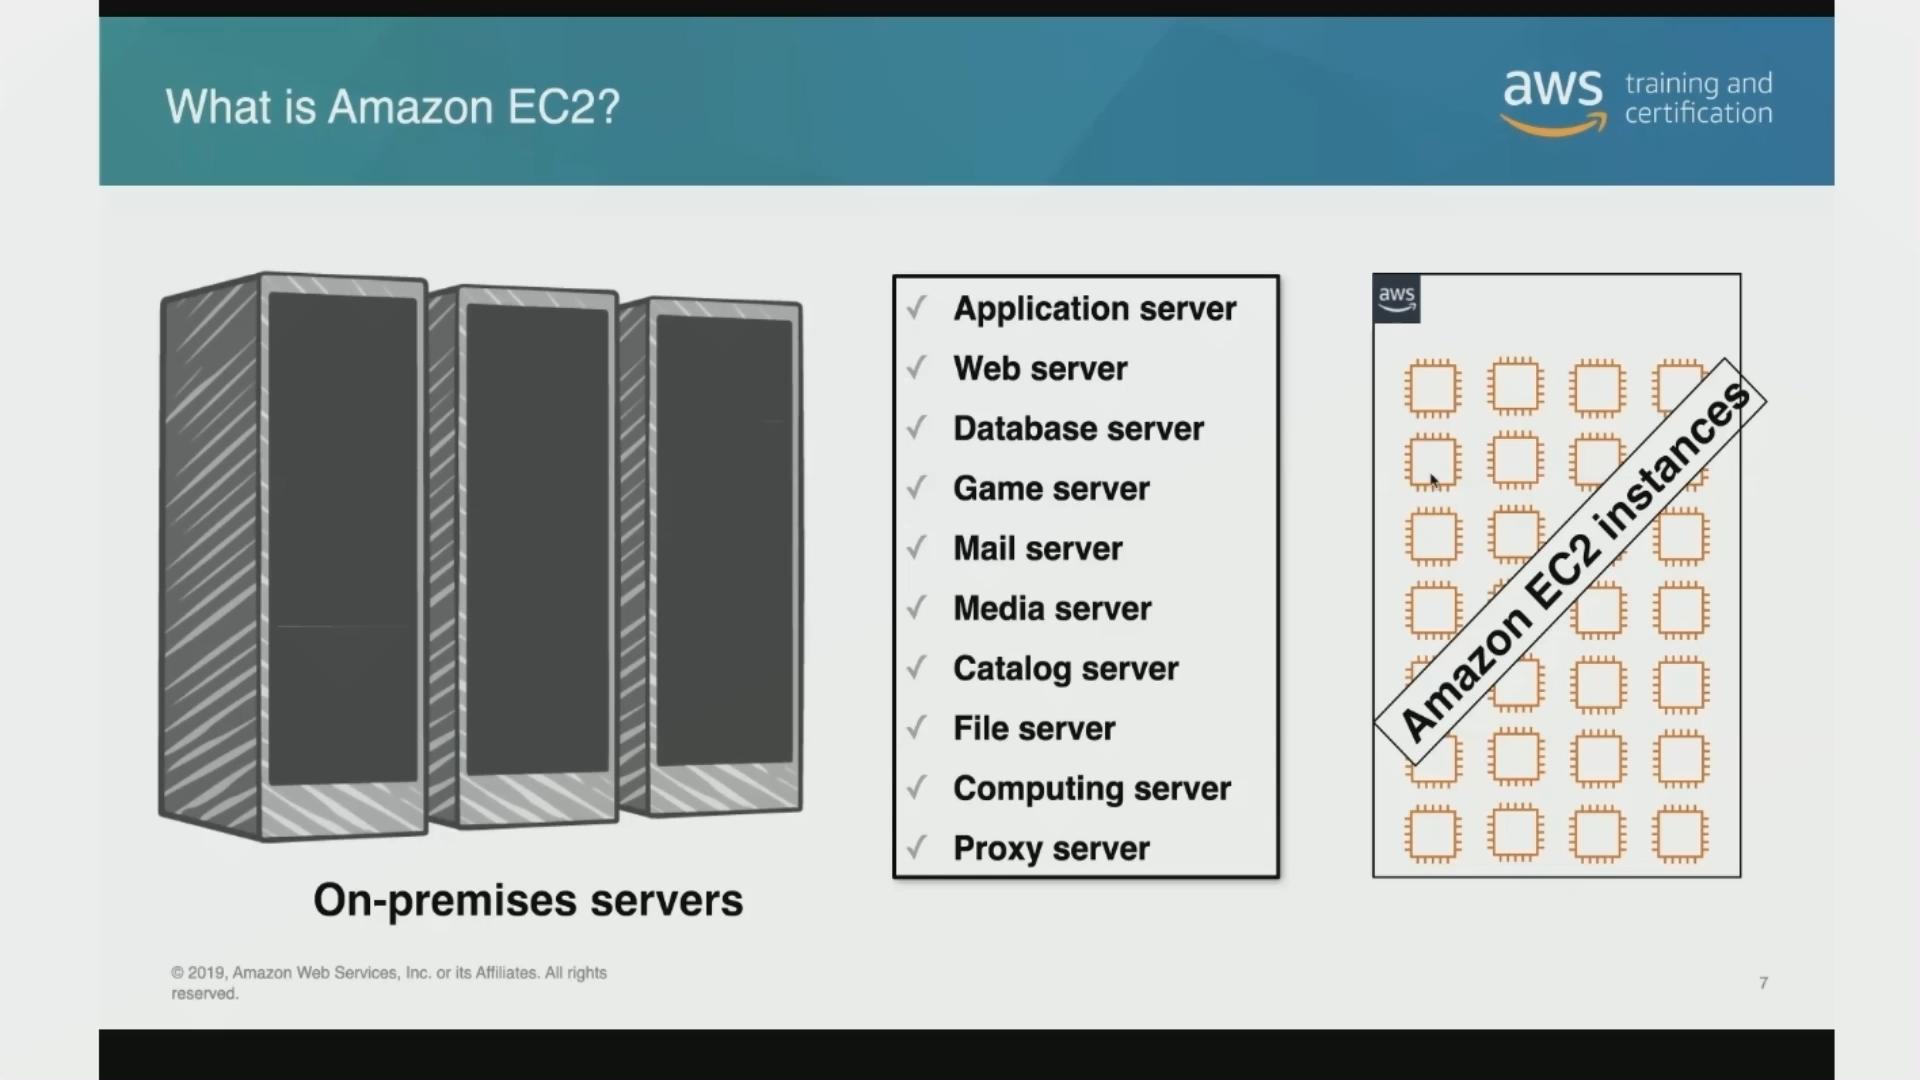 What is Amazon EC2?
aws training and
certification
Application server
Web server
Database server
Game server
Mail server
Media server
Catalog server
File server
Computing server
Proxy server
aws
Amazon EC2 instances
On-premises servers
© 2019, Amazon Web Services, Inc. or its Affiliates. All rights
reserved.
7